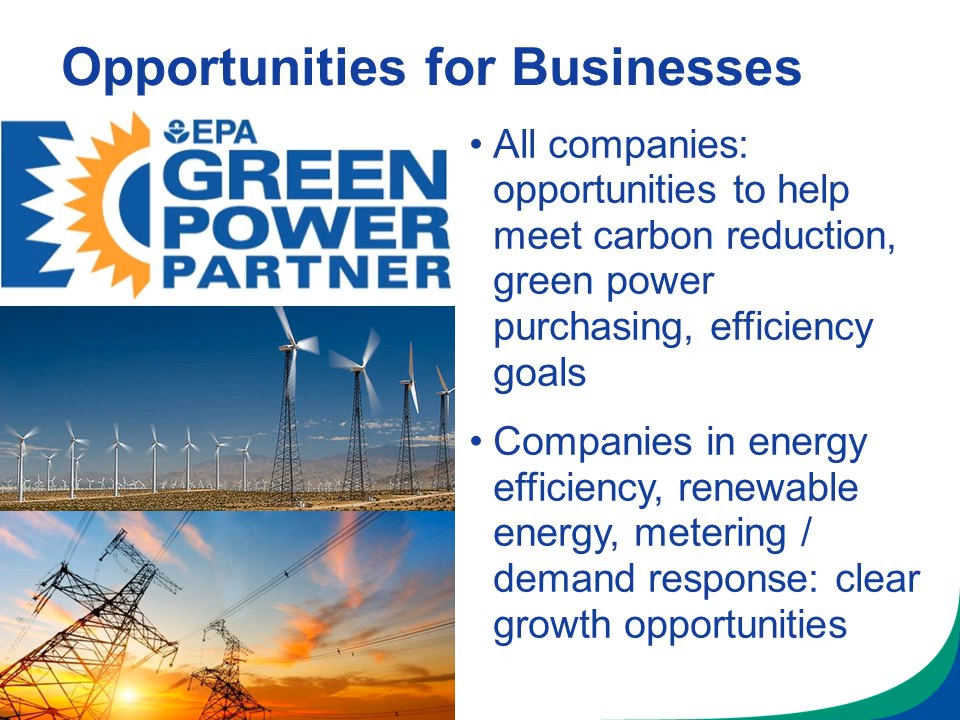 Opportunities for Businesses
EPA
GREEN
POWER
PARTNER
• All companies:
opportunities to help
meet carbon reduction,
green power
purchasing, efficiency
goals
• Companies in energy
efficiency, renewable
energy, metering /
demand response: clear
growth opportunities